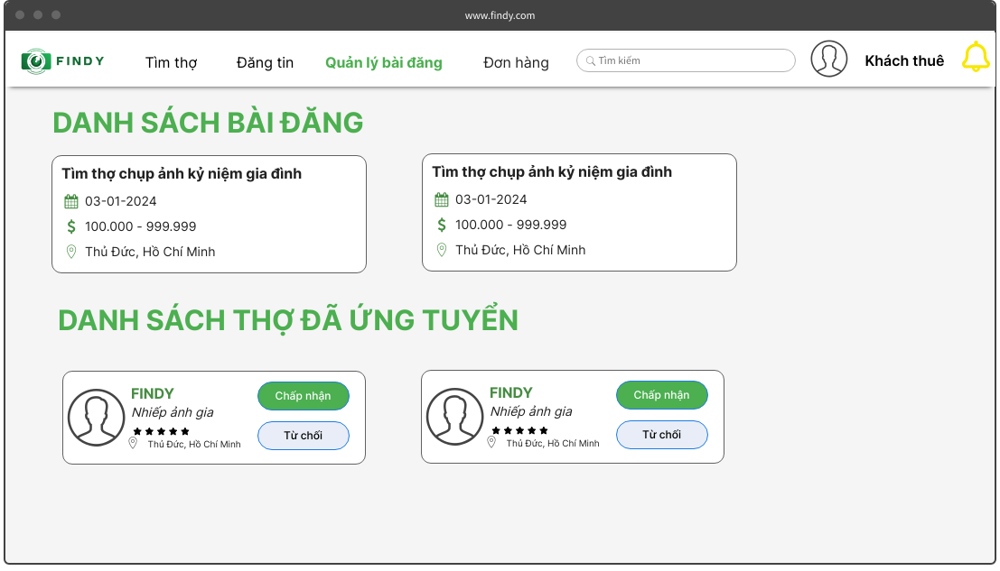 www.findy.com
FINDY
Tìm thợ
Đăng tin
Quản lý bài đăng
Đơn hàng
Tìm kiếm
Khách thuê
DANH SÁCH BÀI ĐĂNG
Tìm thợ chụp ảnh kỷ niệm gia đình
03-01-2024
100.000 - 999.999
Thủ Đức, Hồ Chí Minh
Tìm thợ chụp ảnh kỷ niệm gia đình
03-01-2024
100.000 - 999.999
Thủ Đức, Hồ Chí Minh
DANH SÁCH THỢ ĐÃ ỨNG TUYỂN
FINDY
Nhiếp ảnh gia
Thủ Đức, Hồ Chí Minh
Chấp nhận
Từ chối
FINDY
Nhiếp ảnh gia
Thủ Đức, Hồ Chí Minh
Chấp nhận
Từ chối